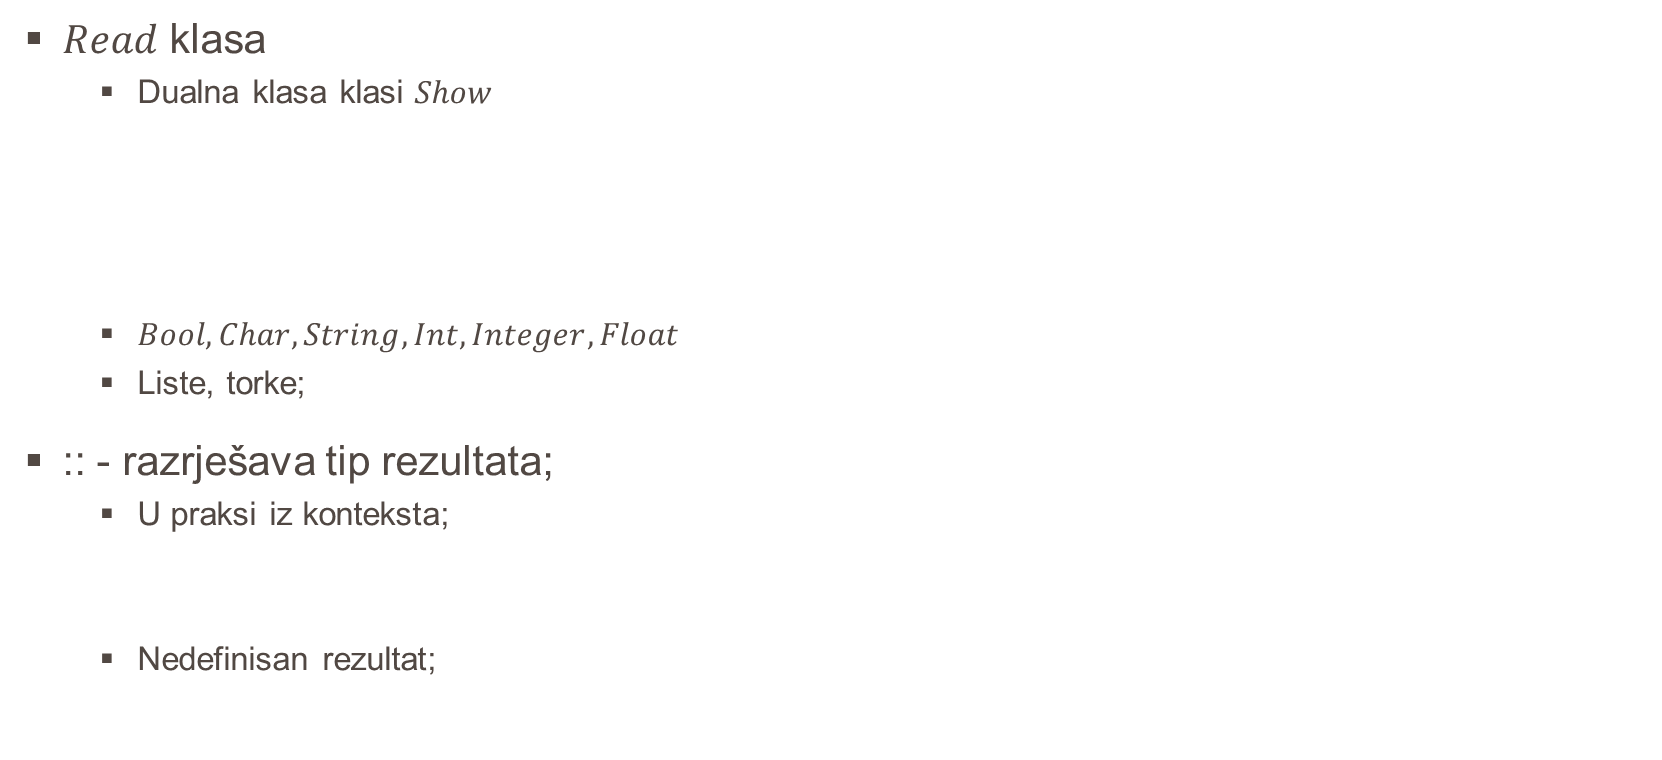 ▪ Read klasa
▪ Dualna klasa klasi Show
▪ Bool, Char, String, Int, Integer, Float
▪ Liste, torke;
▪ :: - razrješava tip rezultata;
▪ U praksi iz konteksta;
▪ Nedefinisan rezultat;